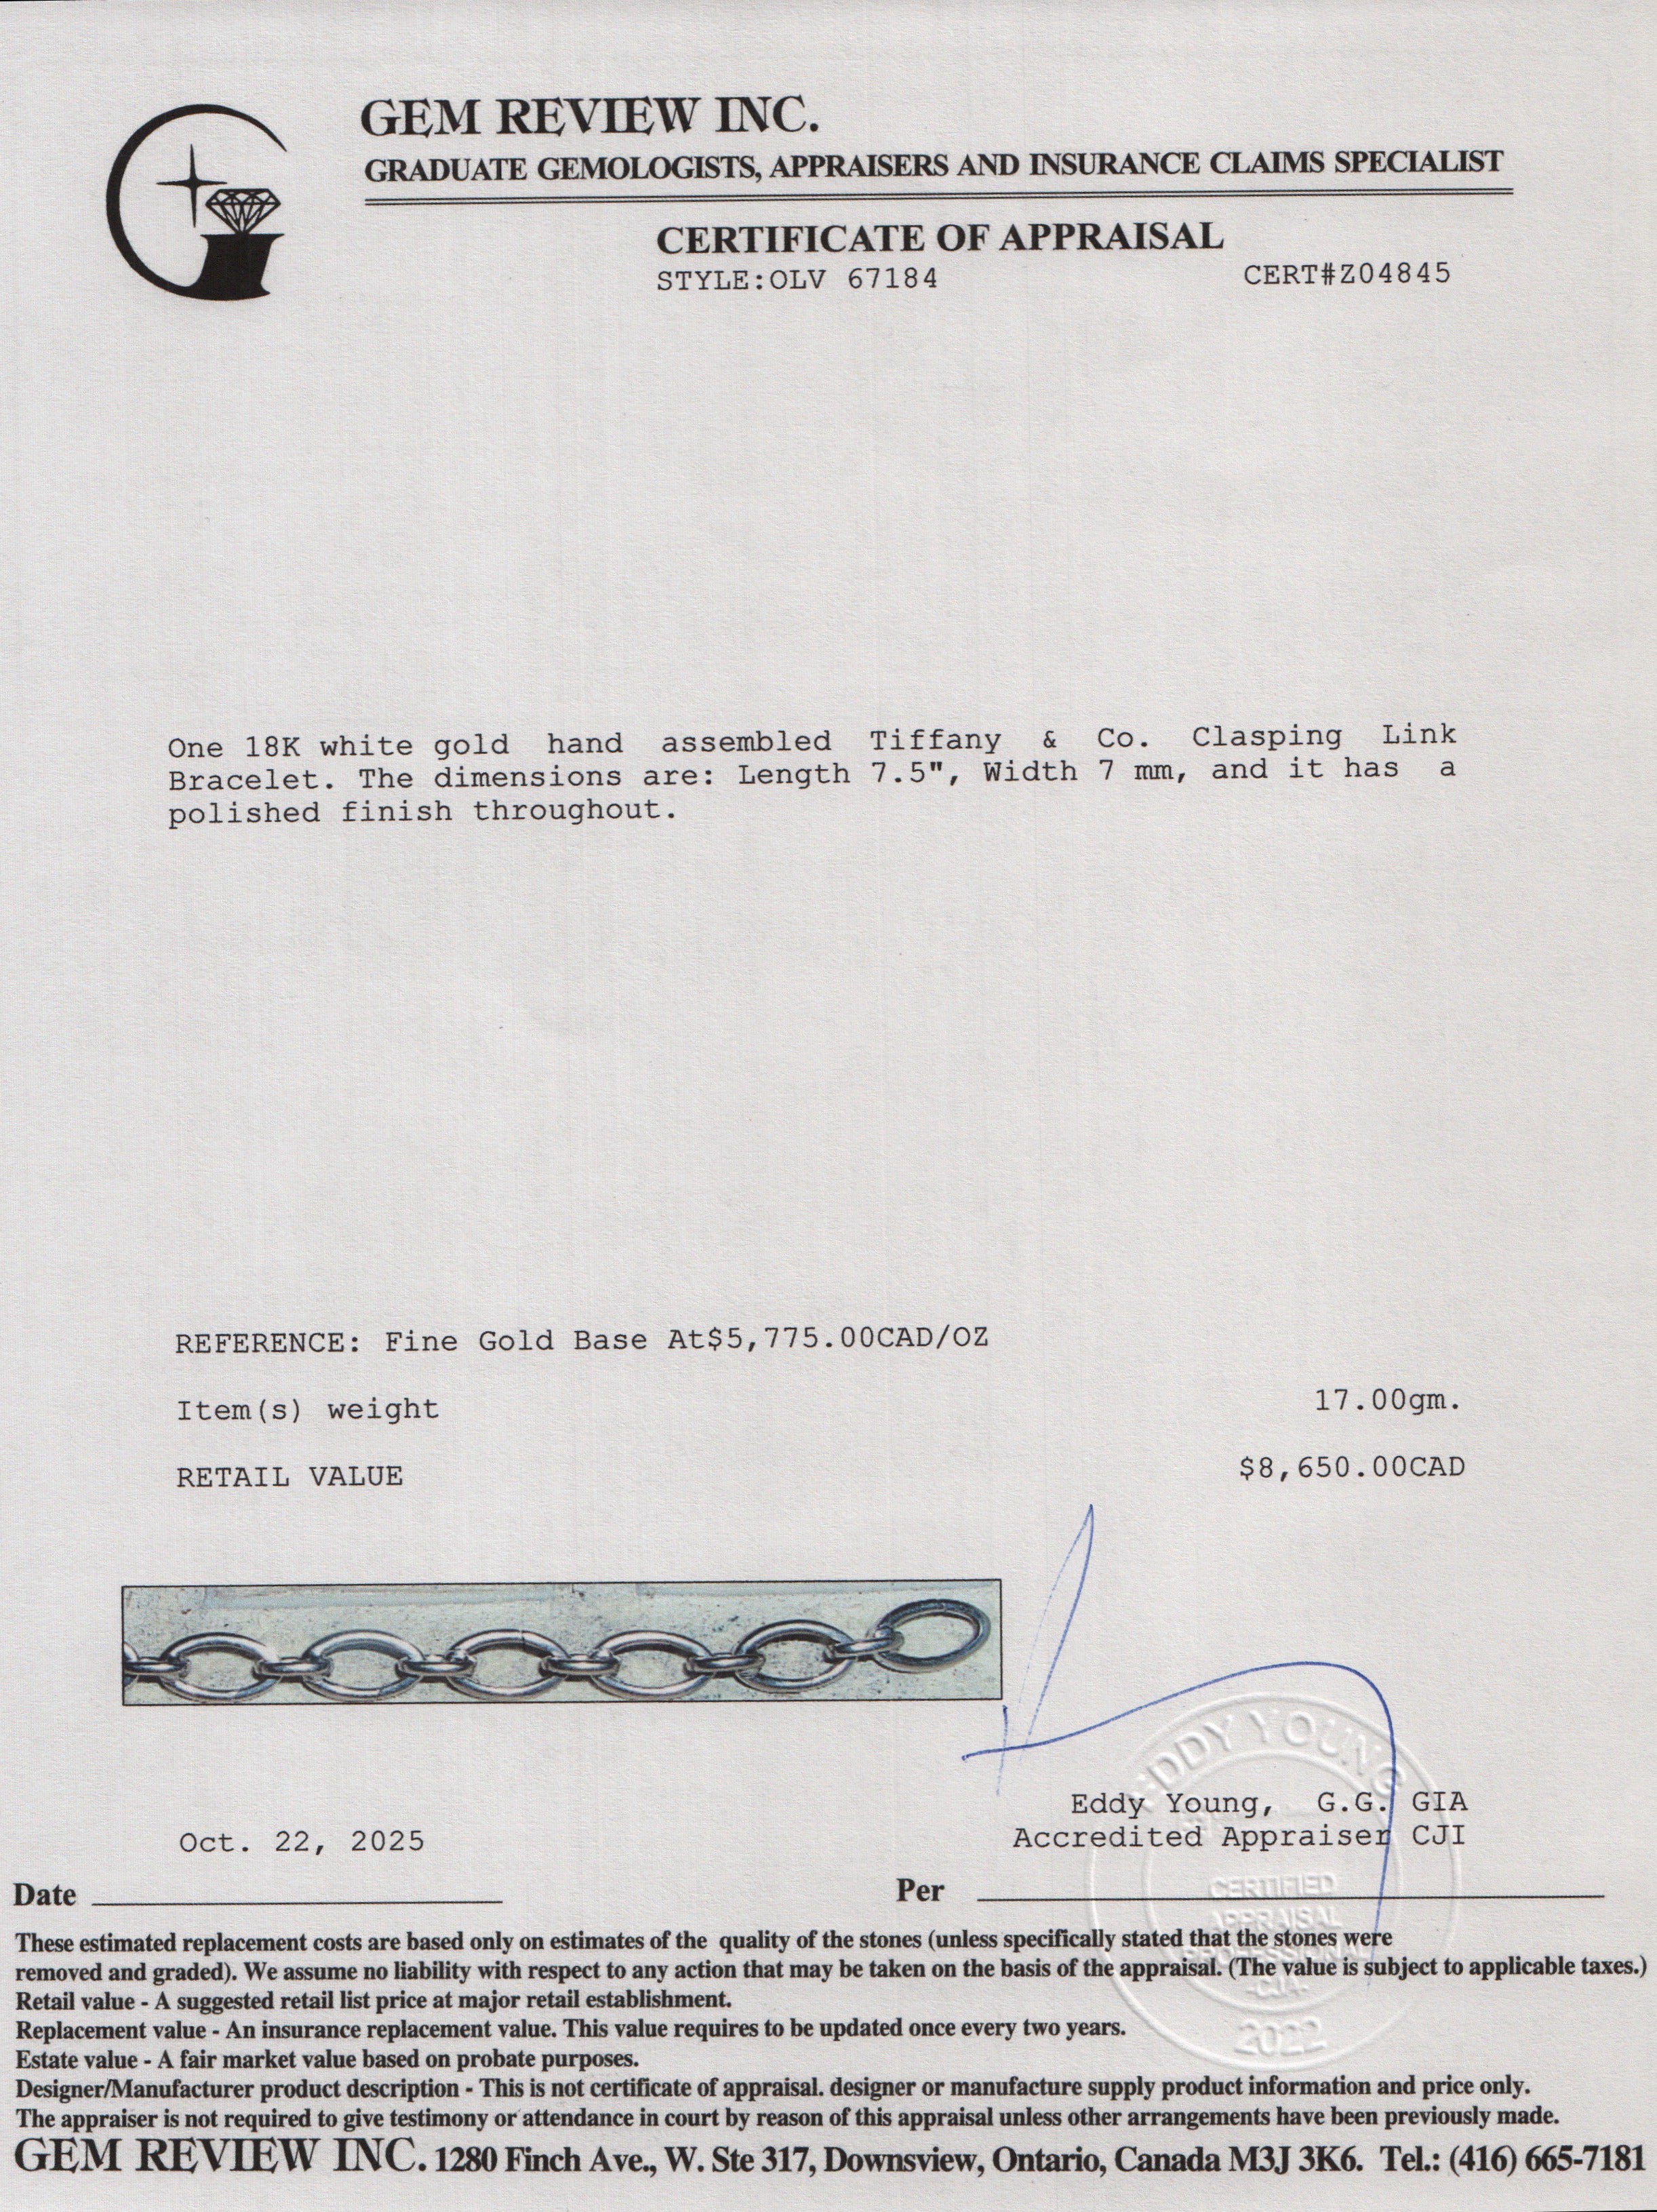 GEM REVIEW INC.
GRADUATE GEMOLOGISTS, APPRAISERS AND INSURANCE CLAIMS SPECIALIST
CERTIFICATE OF APPRAISAL
STYLE:OLV 67184 CERT#Z04845
One 18K white gold hand assembled Tiffany & Co. Clasping Link
Bracelet. The dimensions are: Length 7.5", Width 7 mm, and it has a
polished finish throughout.
REFERENCE: Fine Gold Base At$5,775.00CAD/OZ
Item(s) weight 17.00gm.
RETAIL VALUE $8,650.00CAD
EDDY YOUNG
Eddy Young, G.G. GIA
Accredited Appraiser CJI
Oct. 22, 2025
Date Per
CERTIFIED
APPRAISAL
PROFESSIONAL
2022
These estimated replacement costs are based only on estimates of the quality of the stones (unless specifically stated that the stones were
removed and graded). We assume no liability with respect to any action that may be taken on the basis of the appraisal. (The value is subject to applicable taxes.)
Retail value - A suggested retail list price at major retail establishment.
Replacement value - An insurance replacement value. This value requires to be updated once every two years.
Estate value - A fair market value based on probate purposes.
Designer/Manufacturer product description - This is not certificate of appraisal. designer or manufacture supply product information and price only.
The appraiser is not required to give testimony or attendance in court by reason of this appraisal unless other arrangements have been previously made.
GEM REVIEW INC. 1280 Finch Ave., W. Ste 317, Downsview, Ontario, Canada M3J 3K6. Tel.: (416) 665-7181